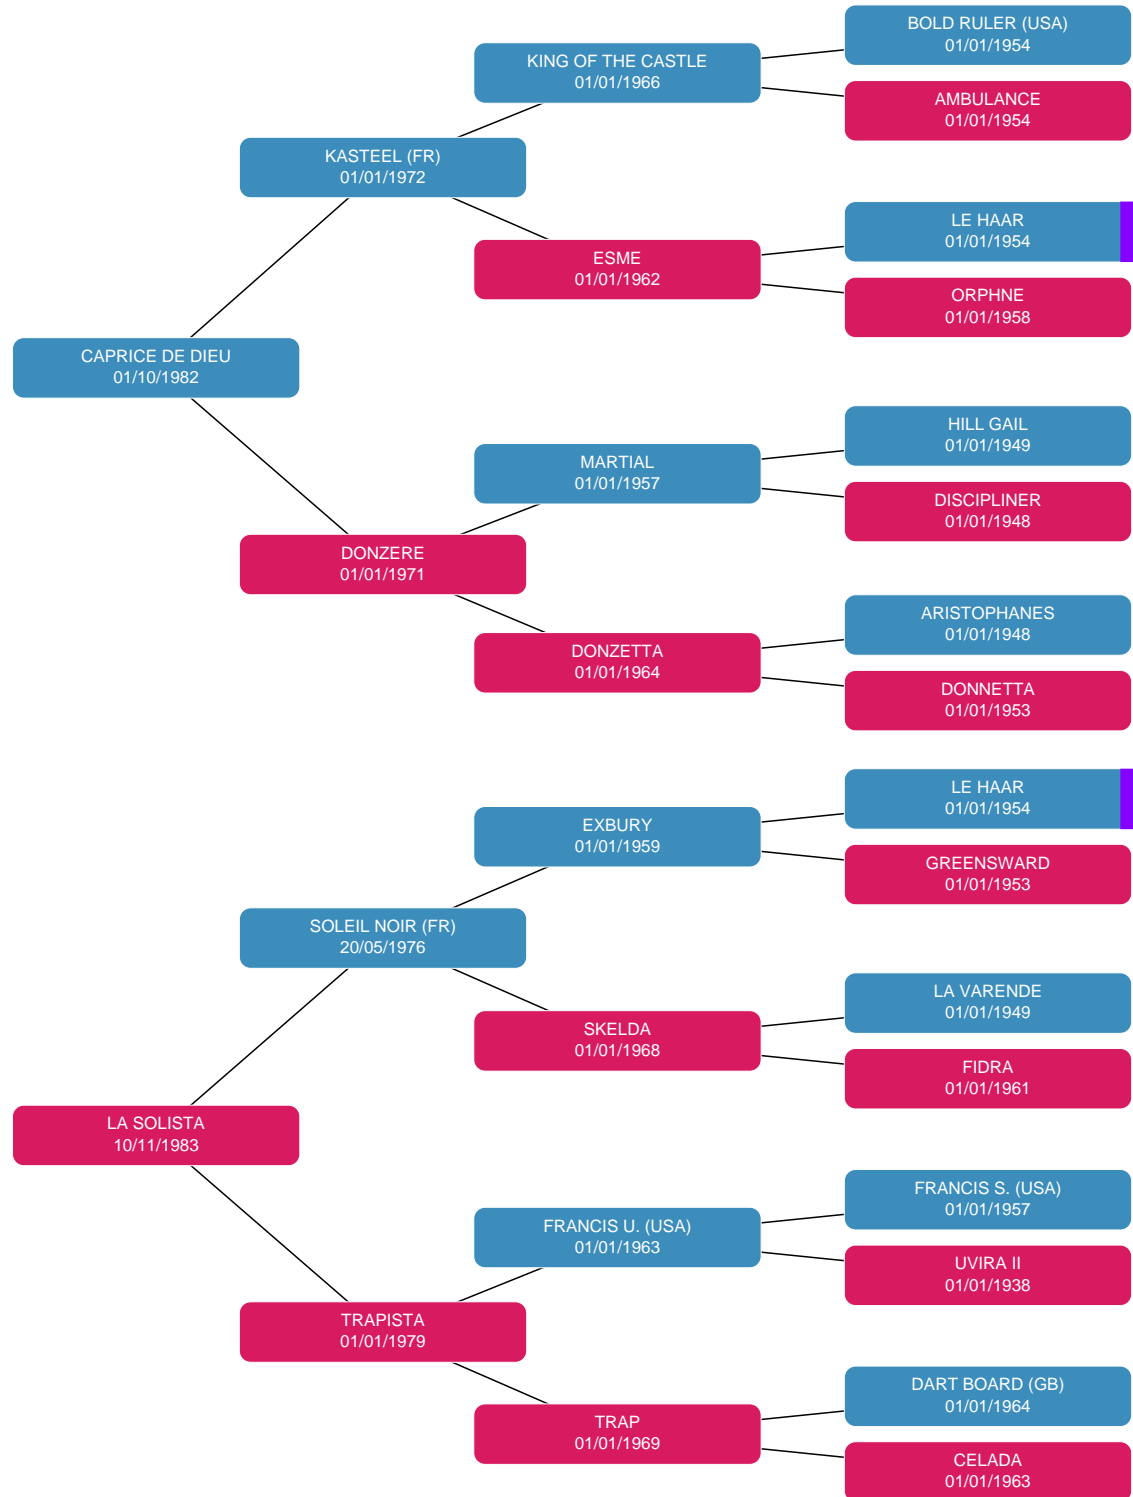 BOLD RULER (USA)
01/01/1954
KING OF THE CASTLE
01/01/1966
AMBULANCE
01/01/1954
KASTEEL (FR)
01/01/1972
LE HAAR
01/01/1954
ESME
01/01/1962
ORPHNE
01/01/1958
CAPRICE DE DIEU
01/10/1982
HILL GAIL
01/01/1949
MARTIAL
01/01/1957
DISCIPLINER
01/01/1948
DONZERE
01/01/1971
ARISTOPHANES
01/01/1948
DONZETTA
01/01/1964
DONNETTA
01/01/1953
LE HAAR
01/01/1954
EXBURY
01/01/1959
GREENSWARD
01/01/1953
SOLEIL NOIR (FR)
20/05/1976
LA VARENDE
01/01/1949
SKELDA
01/01/1968
FIDRA
01/01/1961
LA SOLISTA
10/11/1983
FRANCIS S. (USA)
01/01/1957
FRANCIS U. (USA)
01/01/1963
UVIRA II
01/01/1938
TRAPISTA
01/01/1979
DART BOARD (GB)
01/01/1964
TRAP
01/01/1969
CELADA
01/01/1963